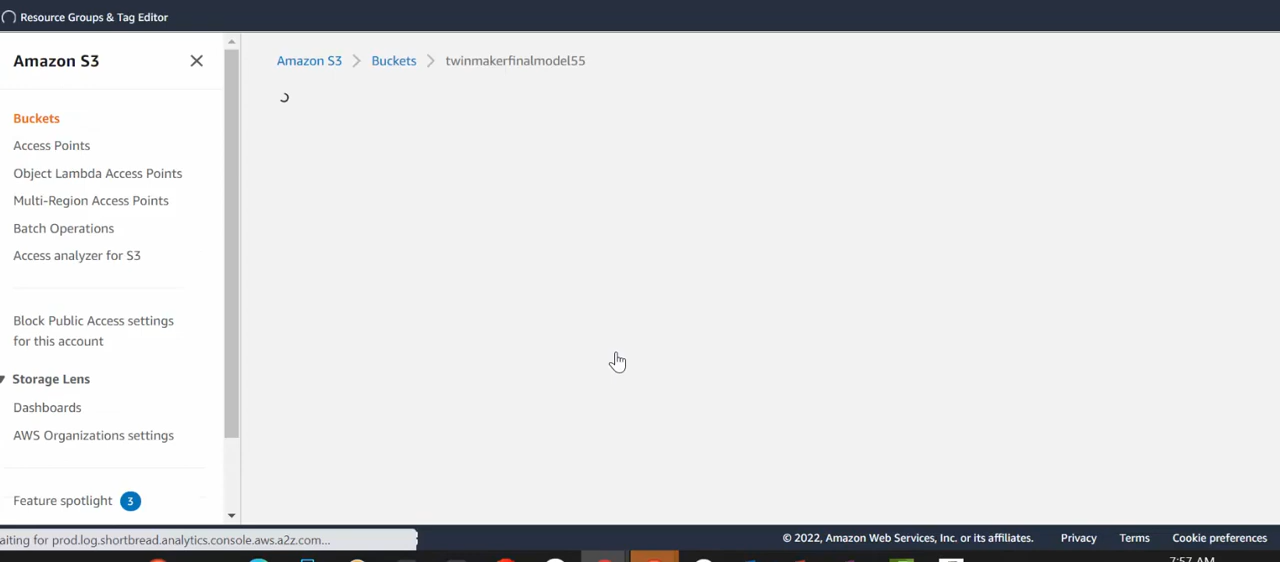 Resource Groups & Tag Editor
Amazon S3
Amazon S3 > Buckets > twinmakerfinalmodel55
Buckets
Access Points
Object Lambda Access Points
Multi-Region Access Points
Batch Operations
Access analyzer for S3
Block Public Access settings
for this account
Storage Lens
Dashboards
AWS Organizations settings
Feature spotlight 3
aiting for prod.log.shortbread.analytics.console.aws.a2z.com...
© 2022, Amazon Web Services, Inc. or its affiliates. Privacy Terms Cookie preferences
7:57 AM